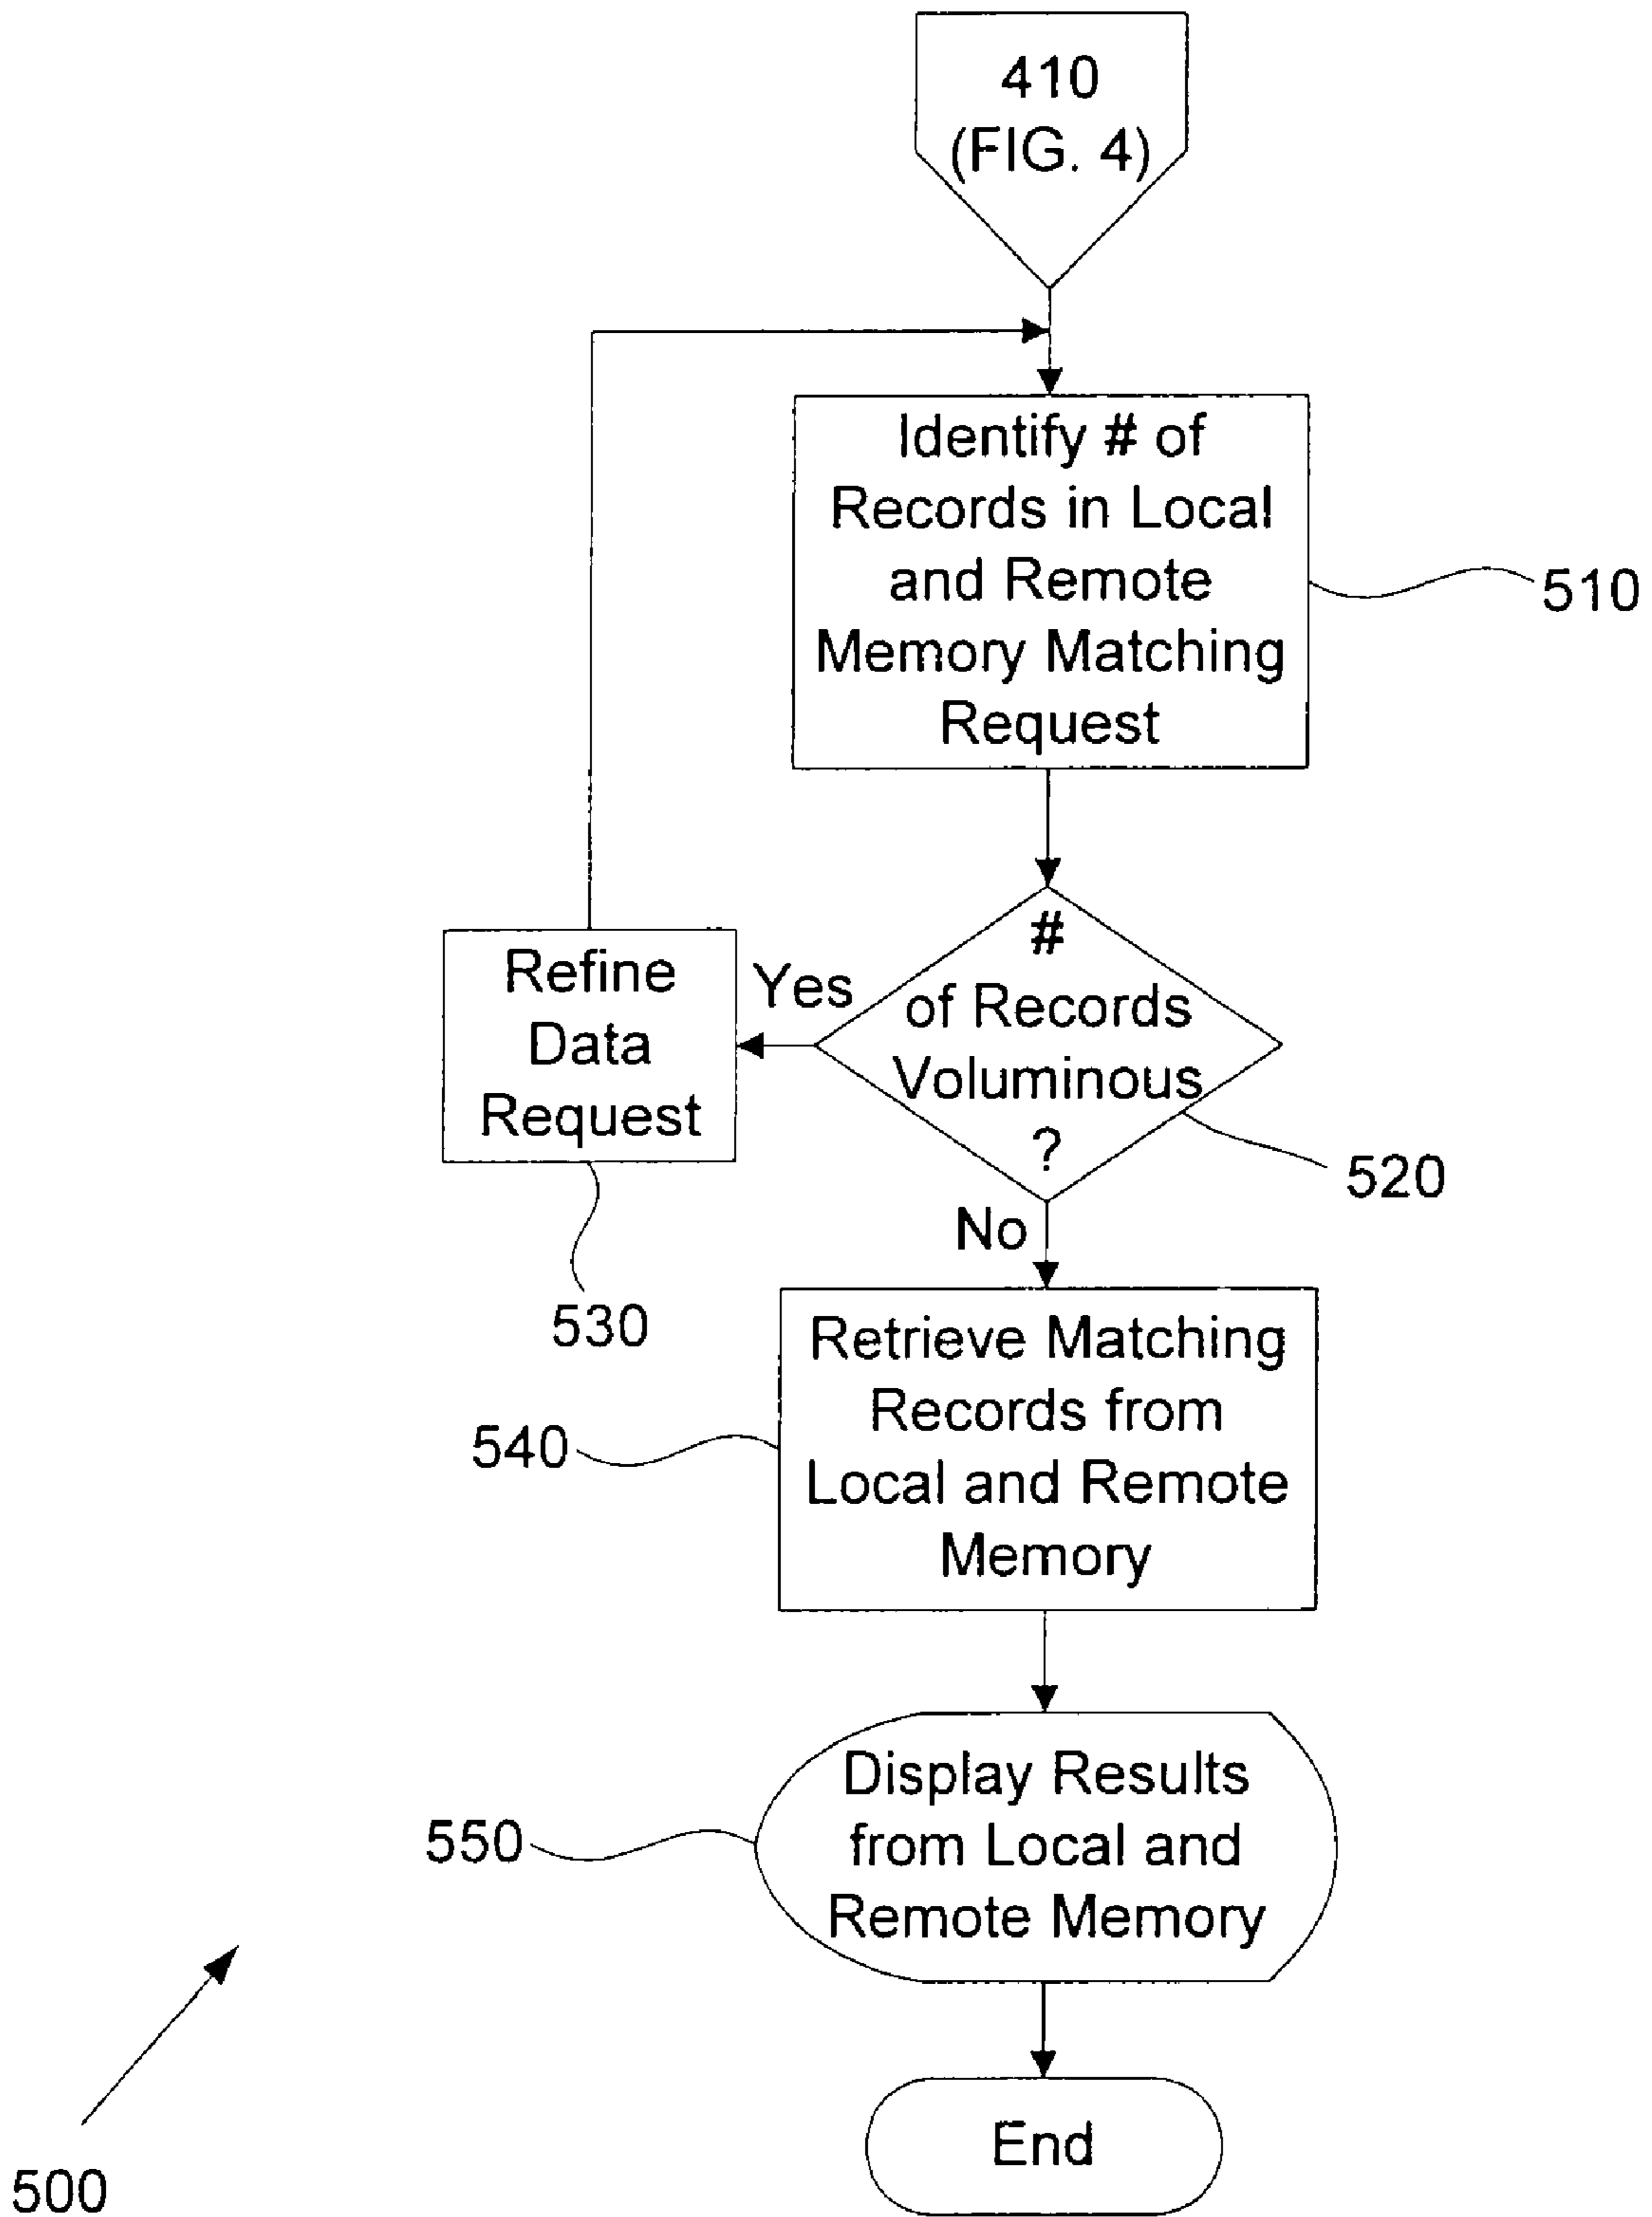 410
(FIG. 4)
Identify # of
Records in Local
and Remote
Memory Matching
Request
510
#
of Records
Voluminous
?
520
Yes
Refine
Data
Request
530
No
Retrieve Matching
Records from
Local and Remote
Memory
540
Display Results
from Local and
Remote Memory
550
End
500